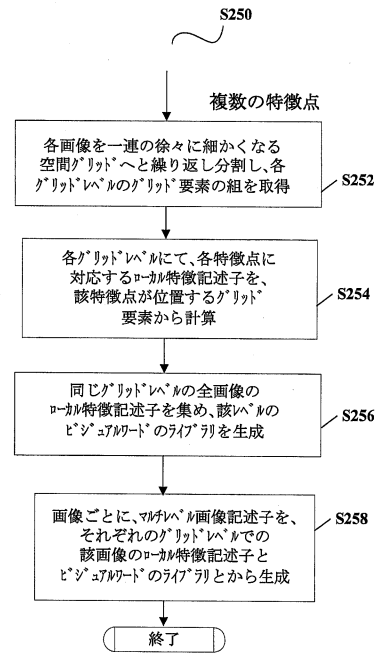 S250
複数の特徴点
各画像を一連の徐々に細かくなる
空間ｸﾞﾘｯﾄﾞへと繰り返し分割し、各
ｸﾞﾘｯﾄﾞﾚﾍﾞﾙのｸﾞﾘｯﾄﾞ要素の組を取得
S252
各ｸﾞﾘｯﾄﾞﾚﾍﾞﾙにて、各特徴点に
対応するﾛｰｶﾙ特徴記述子を、
該特徴点が位置するｸﾞﾘｯﾄﾞ
要素から計算
S254
同じｸﾞﾘｯﾄﾞﾚﾍﾞﾙの全画像の
ﾛｰｶﾙ特徴記述子を集め、該ﾚﾍﾞﾙの
ﾋﾞｼﾞｭｱﾙﾜｰﾄﾞのﾗｲﾌﾞﾗﾘを生成
S256
画像ごとに、ﾏﾙﾁﾚﾍﾞﾙ画像記述子を、
それぞれのｸﾞﾘｯﾄﾞﾚﾍﾞﾙでの
該画像のﾛｰｶﾙ特徴記述子と
ﾋﾞｼﾞｭｱﾙﾜｰﾄﾞのﾗｲﾌﾞﾗﾘとから生成
S258
終了